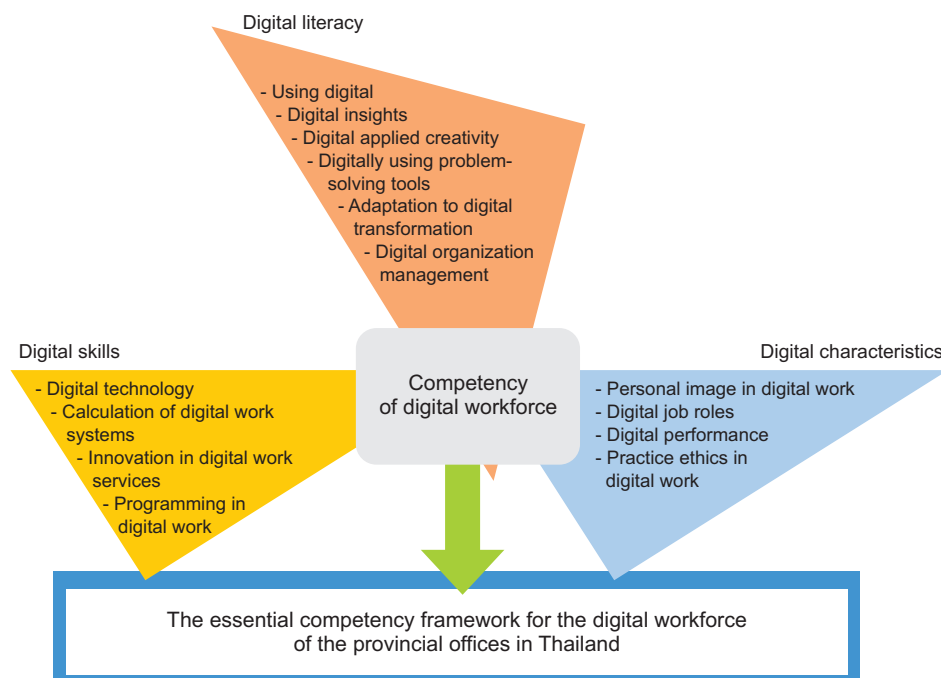 Digital literacy
- Using digital
- Digital insights
- Digital applied creativity
- Digitally using problem-
solving tools
- Adaptation to digital
transformation
- Digital organization
management
Digital skills
- Digital technology
- Calculation of digital work
systems
- Innovation in digital work
services
- Programming in
digital work
Competency
of digital workforce
Digital characteristics
- Personal image in digital work
- Digital job roles
- Digital performance
- Practice ethics in
digital work
The essential competency framework for the digital workforce
of the provincial offices in Thailand